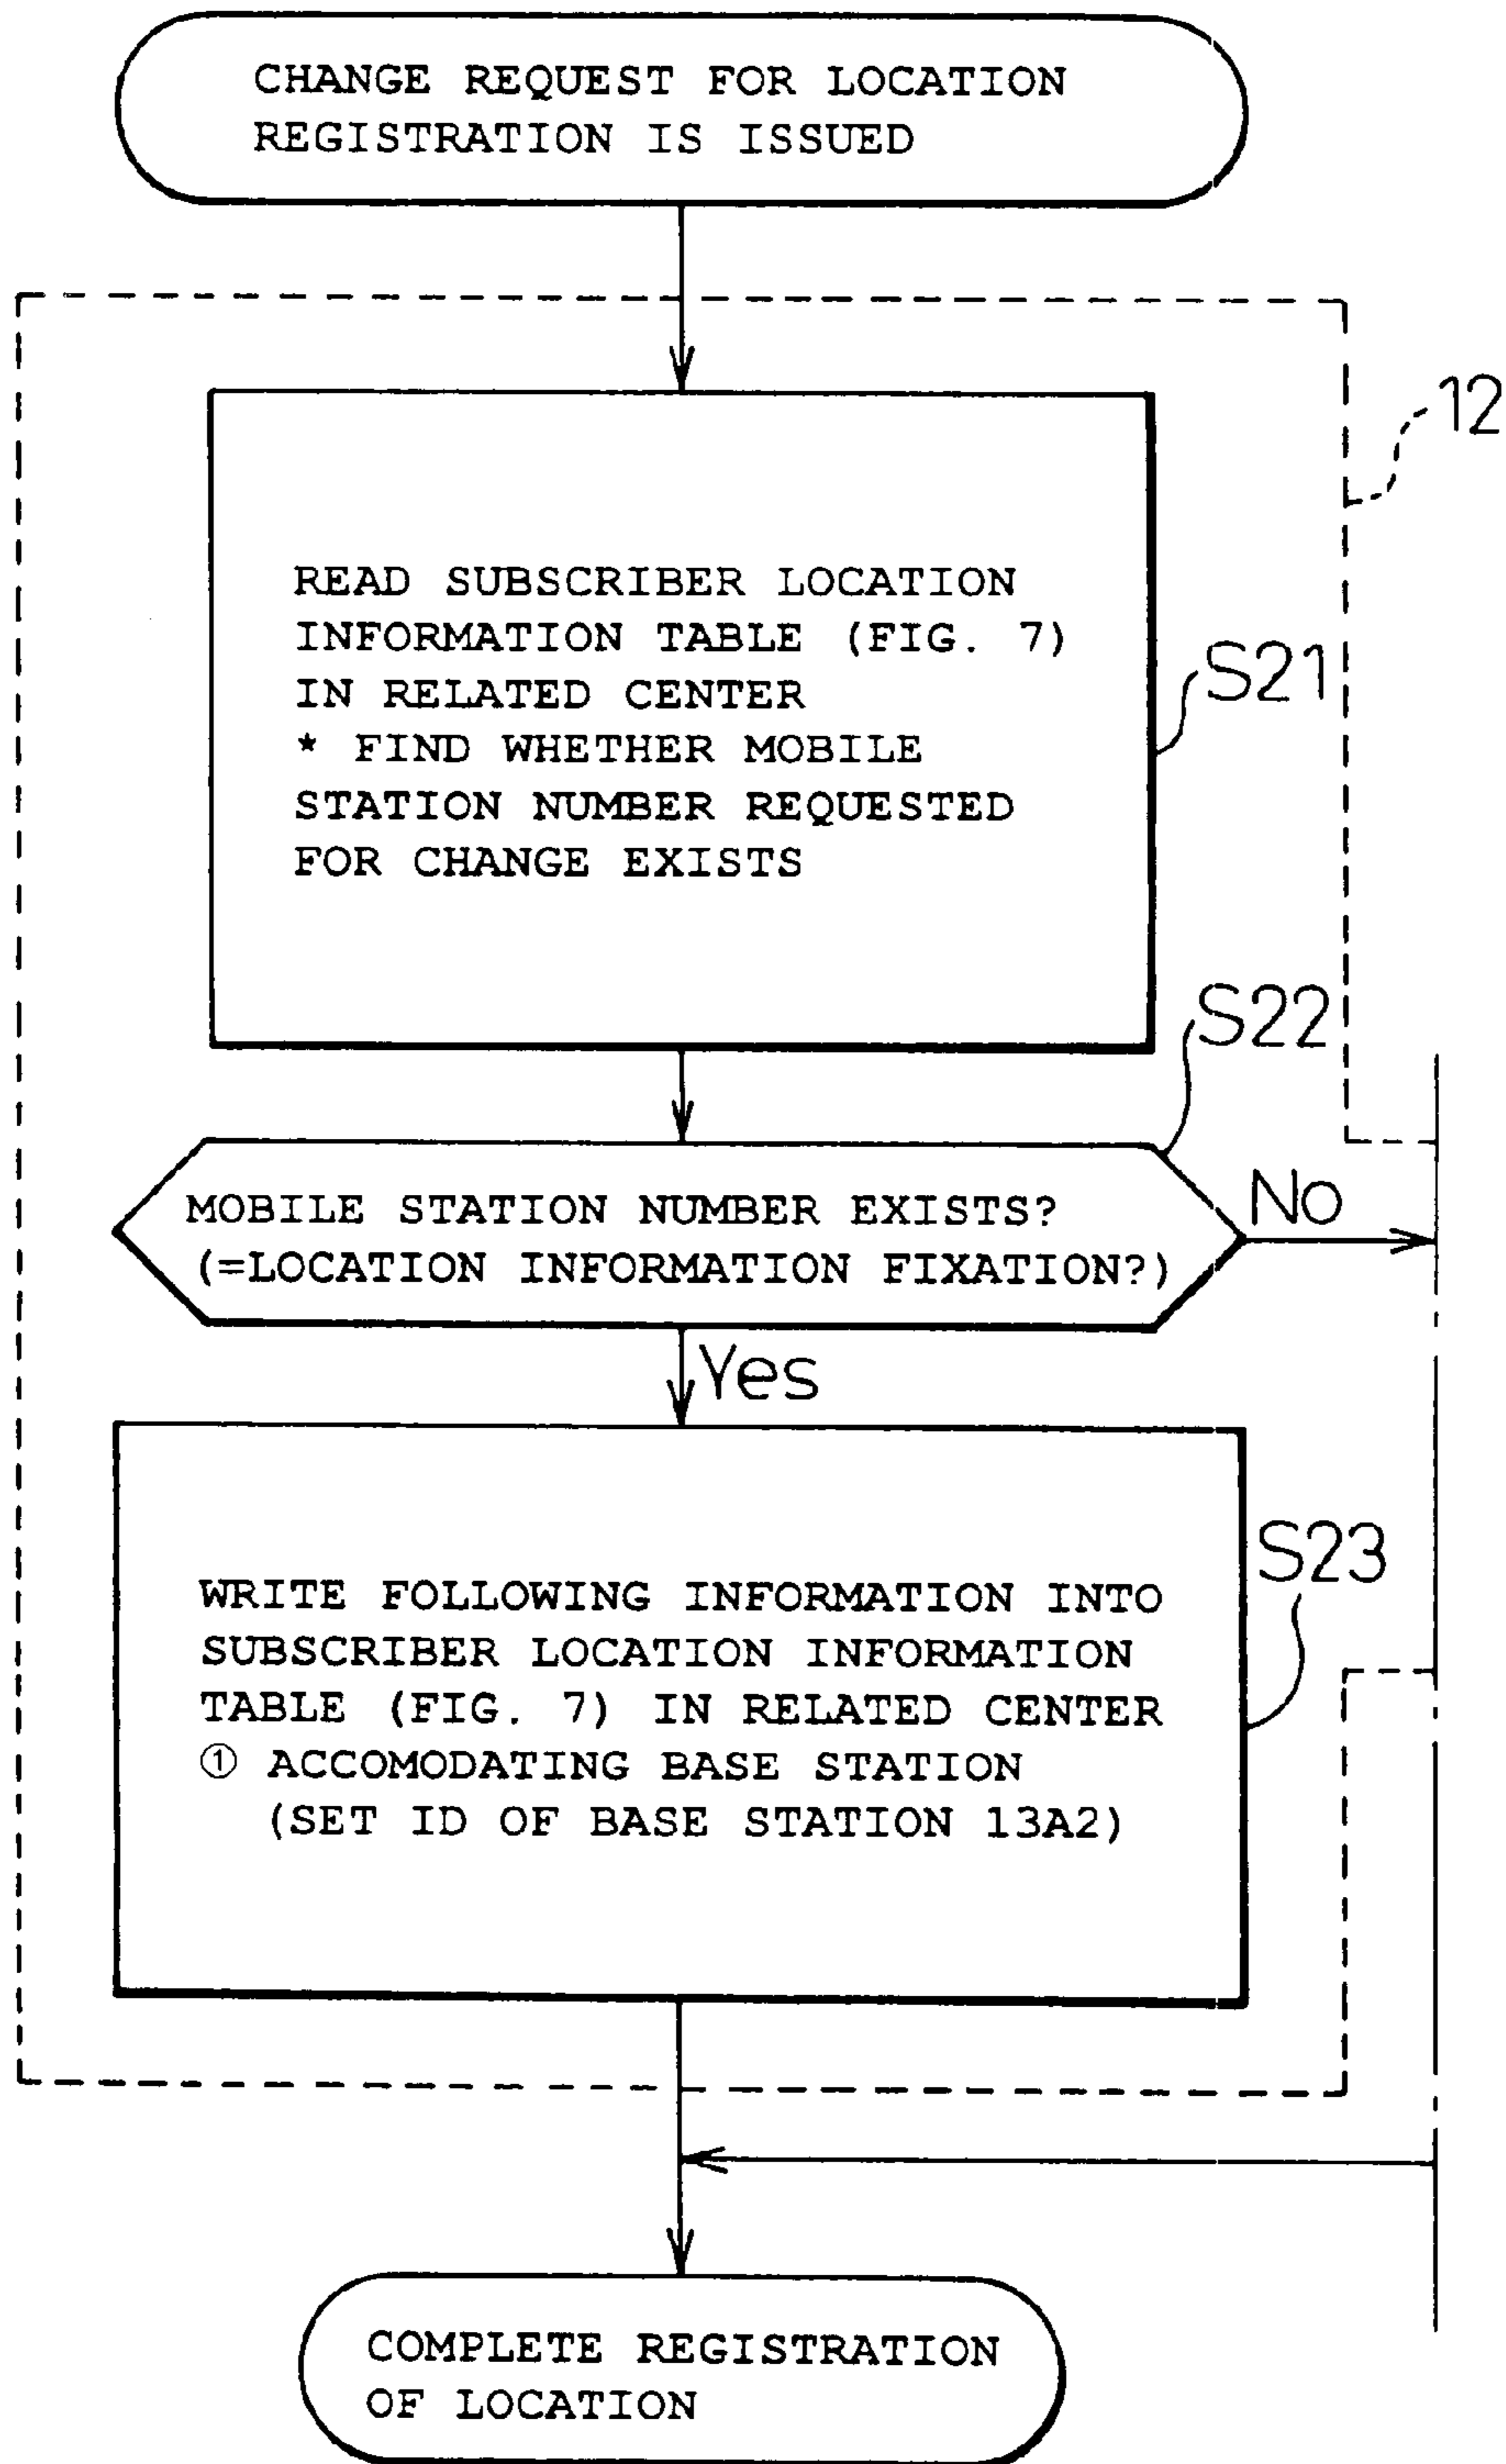 CHANGE REQUEST FOR LOCATION
REGISTRATION IS ISSUED
12
READ SUBSCRIBER LOCATION
INFORMATION TABLE (FIG. 7)
IN RELATED CENTER
* FIND WHETHER MOBILE
STATION NUMBER REQUESTED
FOR CHANGE EXISTS
S21
S22
MOBILE STATION NUMBER EXISTS?
(=LOCATION INFORMATION FIXATION?)
No
Yes
S23
WRITE FOLLOWING INFORMATION INTO
SUBSCRIBER LOCATION INFORMATION
TABLE (FIG. 7) IN RELATED CENTER
① ACCOMODATING BASE STATION
(SET ID OF BASE STATION 13A2)
COMPLETE REGISTRATION
OF LOCATION